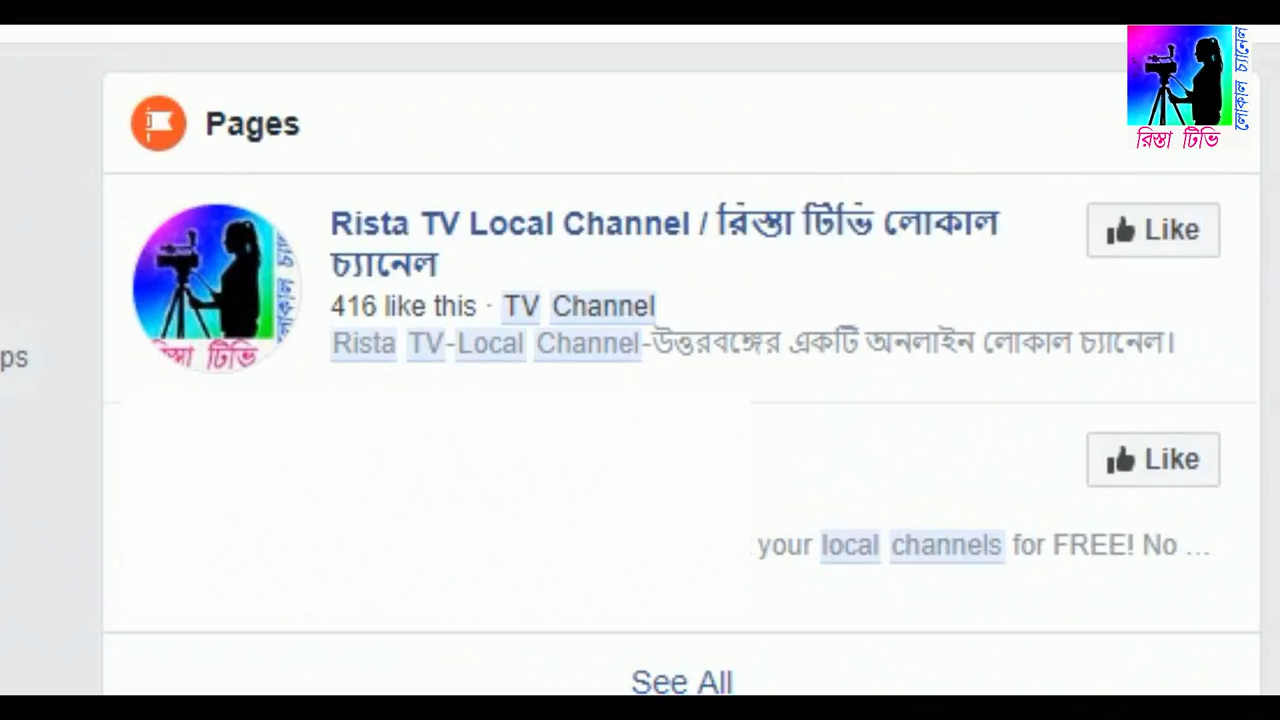 লোকাল চ্যানেল
রিস্তা টিভি
Pages
Rista TV Local Channel / রিস্তা টিভি লোকাল
চ্যানেল
Like
416 like this · TV Channel
Rista TV-Local Channel-উত্তরবঙ্গের একটি অনলাইন লোকাল চ্যানেল।
টিভি
ps
Like
your local channels for FREE! No ...
See All